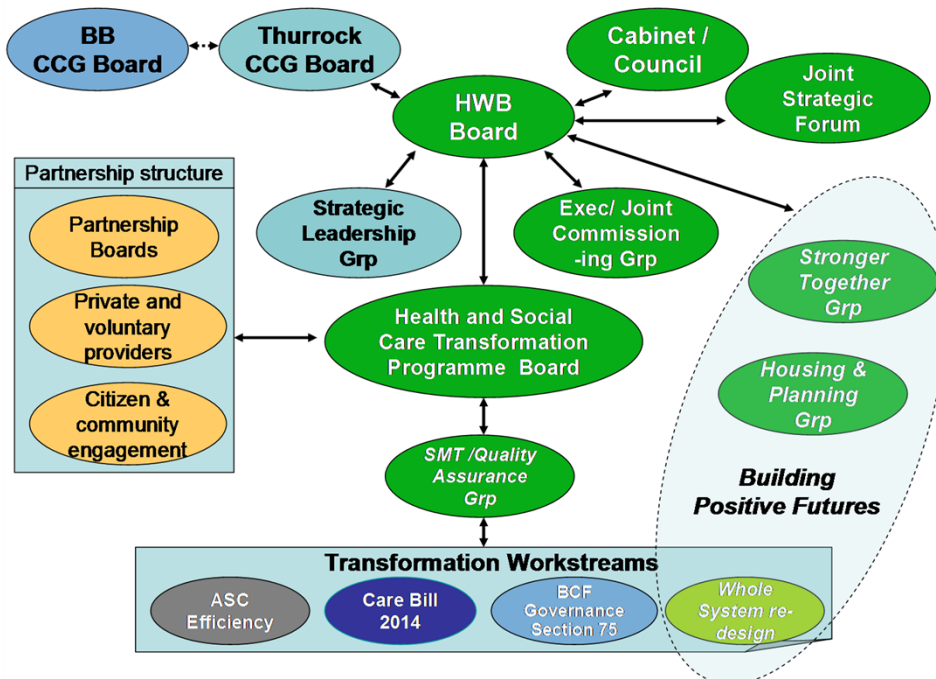 BB
CCG Board
Thurrock
CCG Board
Cabinet /
Council
HWB
Board
Joint
Strategic
Forum
Partnership structure
Partnership
Boards
Private and
voluntary
providers
Citizen &
community
engagement
Strategic
Leadership
Grp
Exec/ Joint
Commission
-ing Grp
Health and Social
Care Transformation
Programme Board
Stronger
Together
Grp
Housing &
Planning
Grp
Building
Positive Futures
SMT /Quality
Assurance
Grp
Transformation Workstreams
ASC
Efficiency
Care Bill
2014
BCF
Governance
Section 75
Whole
System re-
design